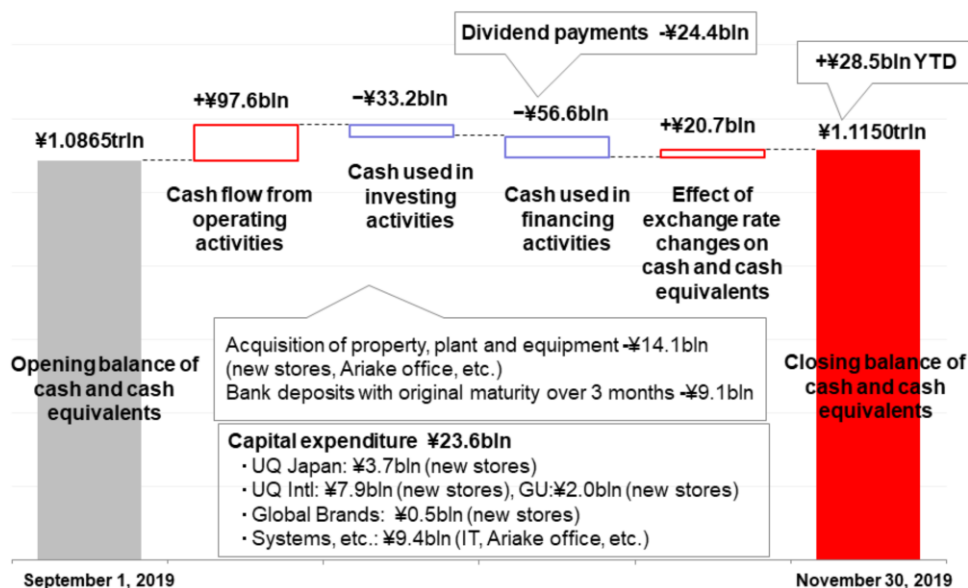 Dividend payments -¥24.4bln
+¥28.5bln YTD
¥1.0865trln
+¥97.6bln
−¥33.2bln
−¥56.6bln
+¥20.7bln
¥1.1150trln
Cash flow from
operating
activities
Cash used in
investing
activities
Cash used in
financing
activities
Effect of
exchange rate
changes on
cash and cash
equivalents
Opening balance of
cash and cash
equivalents
Acquisition of property, plant and equipment -¥14.1bln
(new stores, Ariake office, etc.)
Bank deposits with original maturity over 3 months -¥9.1bln
Closing balance of
cash and cash
equivalents
Capital expenditure ¥23.6bln
・UQ Japan: ¥3.7bln (new stores)
・UQ Intl: ¥7.9bln (new stores), GU:¥2.0bln (new stores)
・Global Brands: ¥0.5bln (new stores)
・Systems, etc.: ¥9.4bln (IT, Ariake office, etc.)
September 1, 2019
November 30, 2019